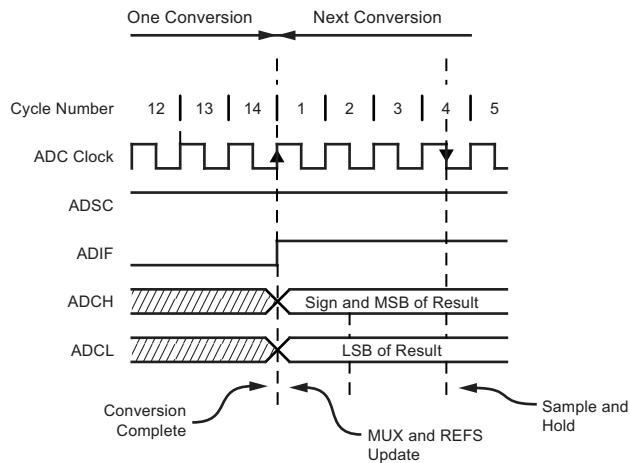 One Conversion
Next Conversion
Cycle Number
12 13 14 1 2 3 4 5
ADC Clock
ADSC
ADIF
ADCH
Sign and MSB of Result
ADCL
LSB of Result
Conversion
Complete
MUX and REFS
Update
Sample and
Hold